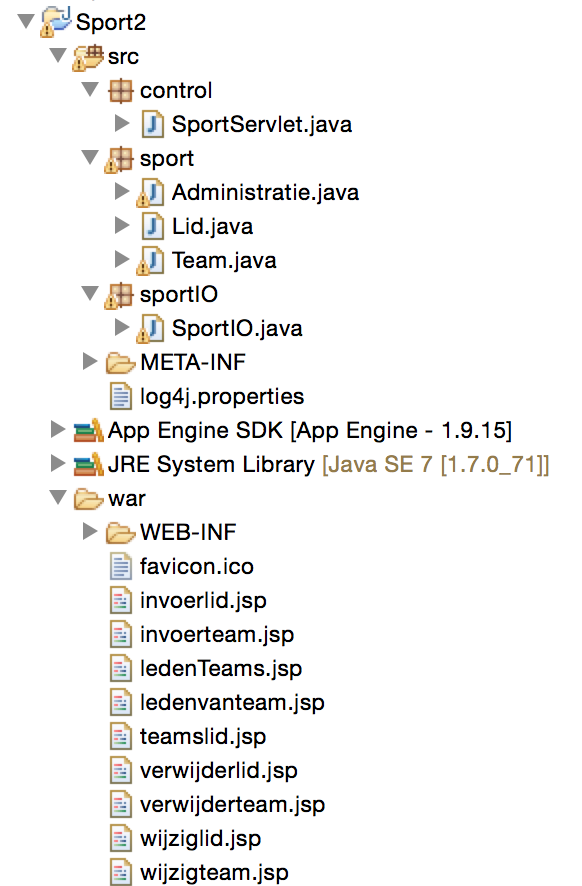 Sport2
src
control
SportServlet.java
sport
Administratie.java
Lid.java
Team.java
sportIO
SportIO.java
META-INF
log4j.properties
App Engine SDK [App Engine - 1.9.15]
JRE System Library [Java SE 7 [1.7.0_71]]
war
WEB-INF
favicon.ico
invoerlid.jsp
invoerteam.jsp
ledenTeams.jsp
ledenvanteam.jsp
teamslid.jsp
verwijderlid.jsp
verwijderteam.jsp
wijziglid.jsp
wijzigteam.jsp